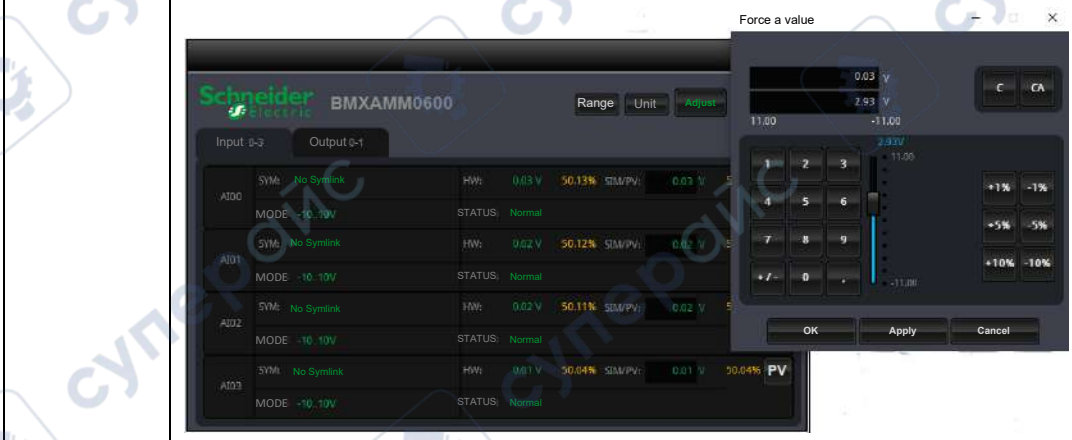 Force a value
Schneider
Electric
BMXAMM0600
Range
Unit
Adjust
Input 0-3
Output 0-1
AI00
SYM: No Symlink
HW: 0.03 V 50.13% SIM/PV: 0.03 V 5
MODE -10..10V
STATUS: Normal
AI01
SYM: No Symlink
HW: 0.02 V 50.12% SIM/PV: 0.02 V
MODE -10..10V
STATUS: Normal
AI02
SYM: No Symlink
HW: 0.02 V 50.11% SIM/PV: 0.02 V 5
MODE -10..10V
STATUS: Normal
AI03
SYM: No Symlink
HW: 0.01 V 50.04% SIM/PV: 0.01 V 50.04% PV
MODE -10..10V
STATUS: Normal
0.03 V
2.93 V
11.00 -11.00
C CA
2.93V
11.00
-11.00
1 2 3
4 5 6
7 8 9
+/- 0 .
+1% -1%
+5% -5%
+10% -10%
OK
Apply
Cancel
суперайс